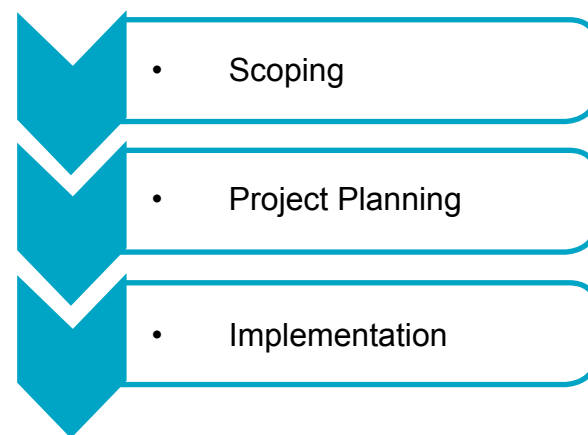 • Scoping
• Project Planning
• Implementation